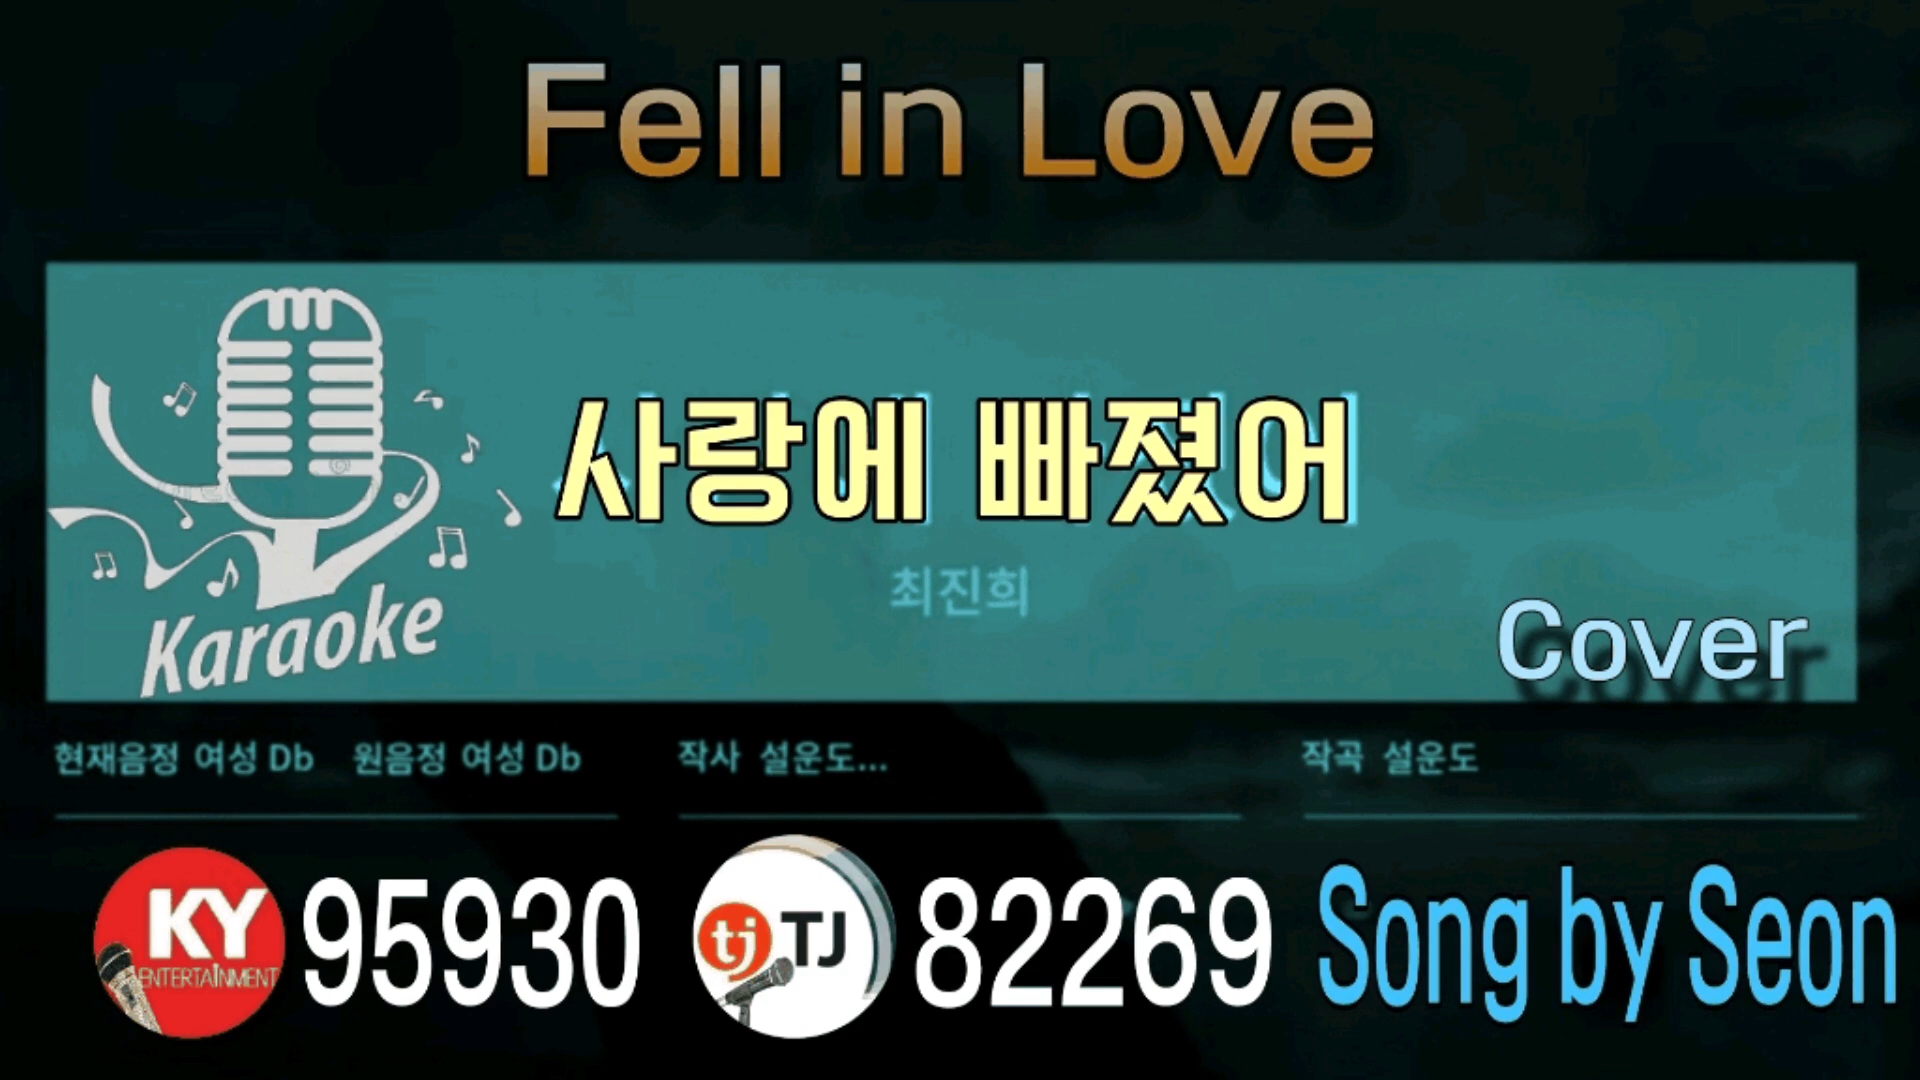 Fell in Love
사랑에 빠졌어
최진희
Karaoke
Cover
현재음정 여성 Db 원음정 여성 Db 작사 설운도... 작곡 설운도
KY ENTERTAINMENT 95930 tj TJ 82269 Song by Seon